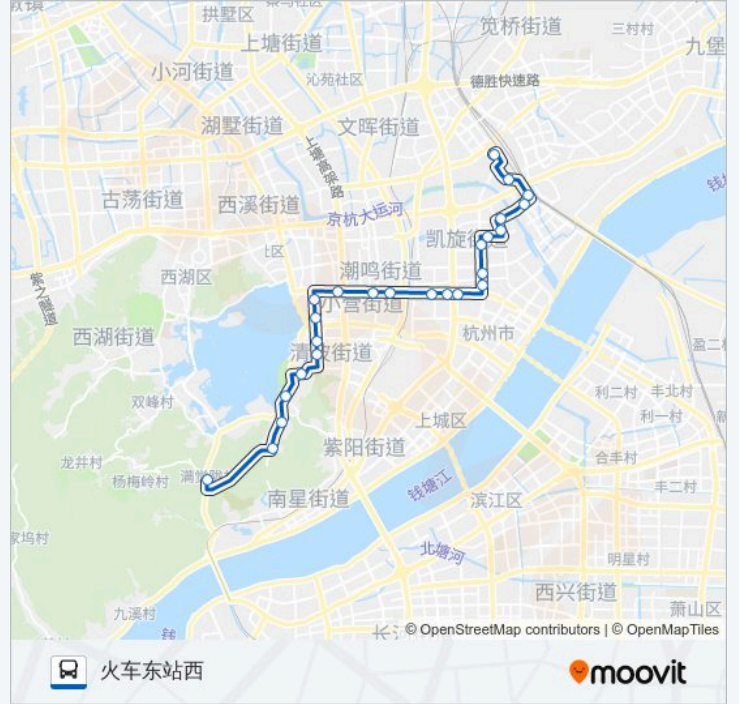 拱墅区
笕桥街道
上塘街道
三村村
九堡
小河街道
沁苑社区
德胜快速路
湖墅街道
文晖街道
上塘高架路
古荡街道
西溪街道
京杭大运河
钱
凯旋街道
西湖区
潮鸣街道
紫之隧道
小营街道
西湖街道
清波街道
杭州市
盈二
双峰村
利二村
丰北村
利一村
上城区
龙井村
杨梅岭村
满觉陇
紫阳街道
合丰村
钱塘江
丰二村
南星街道
滨江区
家坞村
北塘河
明星村
西兴街道
九溪村
萧山区
钱
长
© OpenStreetMap contributors | © OpenMapTiles
火车东站西
moovit